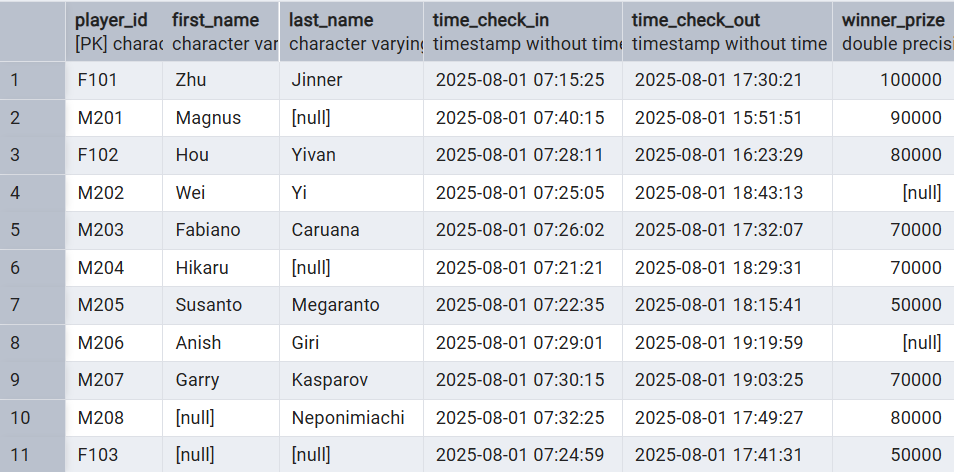 player_id first_name last_name time_check_in time_check_out winner_prize
[PK] charac character var character varying timestamp without time timestamp without time double precisi
1 F101 Zhu Jinner 2025-08-01 07:15:25 2025-08-01 17:30:21 100000
2 M201 Magnus [null] 2025-08-01 07:40:15 2025-08-01 15:51:51 90000
3 F102 Hou Yivan 2025-08-01 07:28:11 2025-08-01 16:23:29 80000
4 M202 Wei Yi 2025-08-01 07:25:05 2025-08-01 18:43:13 [null]
5 M203 Fabiano Caruana 2025-08-01 07:26:02 2025-08-01 17:32:07 70000
6 M204 Hikaru [null] 2025-08-01 07:21:21 2025-08-01 18:29:31 70000
7 M205 Susanto Megaranto 2025-08-01 07:22:35 2025-08-01 18:15:41 50000
8 M206 Anish Giri 2025-08-01 07:29:01 2025-08-01 19:19:59 [null]
9 M207 Garry Kasparov 2025-08-01 07:30:15 2025-08-01 19:03:25 70000
10 M208 [null] Neponimiachi 2025-08-01 07:32:25 2025-08-01 17:49:27 80000
11 F103 [null] [null] 2025-08-01 07:24:59 2025-08-01 17:41:31 50000